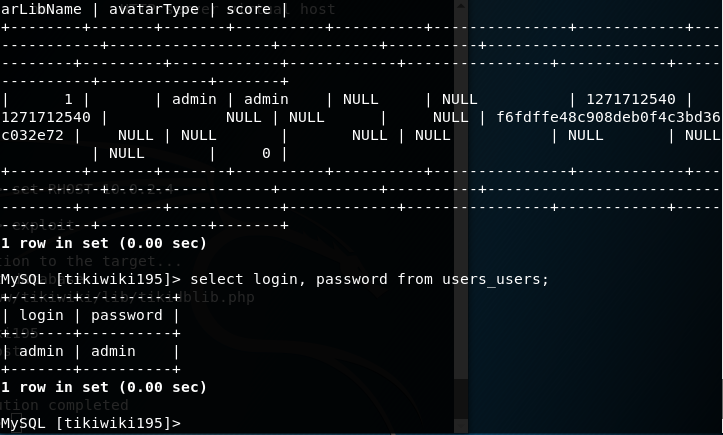 arLibName | avatarType | score |
+--------+-------+-------+----------+----------+--------------+-------------+---
-----------+-------------------+------------+-----------+--------------------------
--------+----------+-------------+---------------+----------------+-------------+-----
----------+------------+-------+
| 1 | | admin | admin | NULL | NULL | 1271712540 |
1271712540 | NULL | NULL | NULL | f6fdffe48c908deb0f4c3bd36
c032e72 | NULL | NULL | NULL | NULL | NULL | NULL
| NULL | 0 |
+--------+-------+-------+----------+----------+--------------+-------------+---
-----------+-------------------+------------+-----------+--------------------------
--------+----------+-------------+---------------+----------------+-------------+-----
----------+------------+-------+
1 row in set (0.00 sec)
MySQL [tikiwiki195]> select login, password from users_users;
+-------+----------+
| login | password |
+-------+----------+
| admin | admin |
+-------+----------+
1 row in set (0.00 sec)
MySQL [tikiwiki195]>